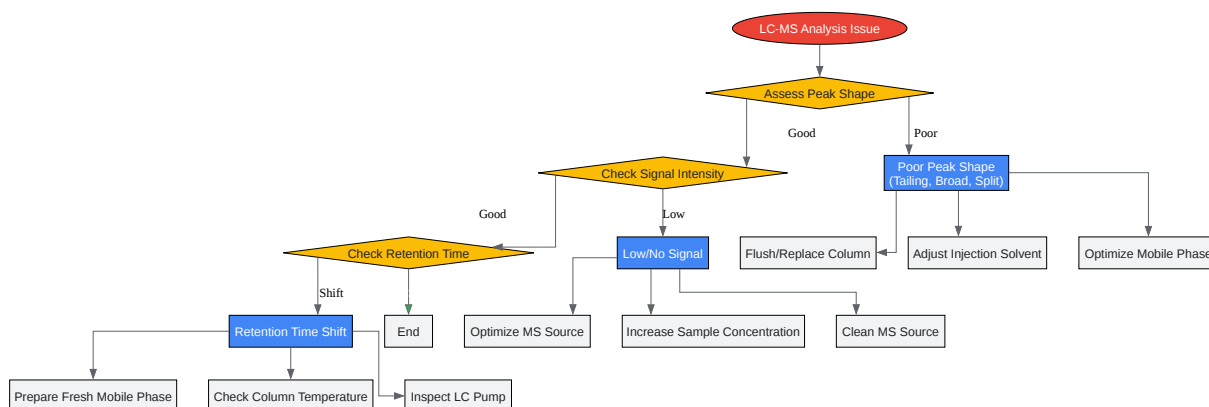 LC-MS Analysis Issue
Assess Peak Shape
Good
Poor
Check Signal Intensity
Poor Peak Shape
(Tailing, Broad, Split)
Good
Low
Check Retention Time
Low/No Signal
Flush/Replace Column
Adjust Injection Solvent
Optimize Mobile Phase
Shift
Retention Time Shift
End
Optimize MS Source
Increase Sample Concentration
Clean MS Source
Prepare Fresh Mobile Phase
Check Column Temperature
Inspect LC Pump